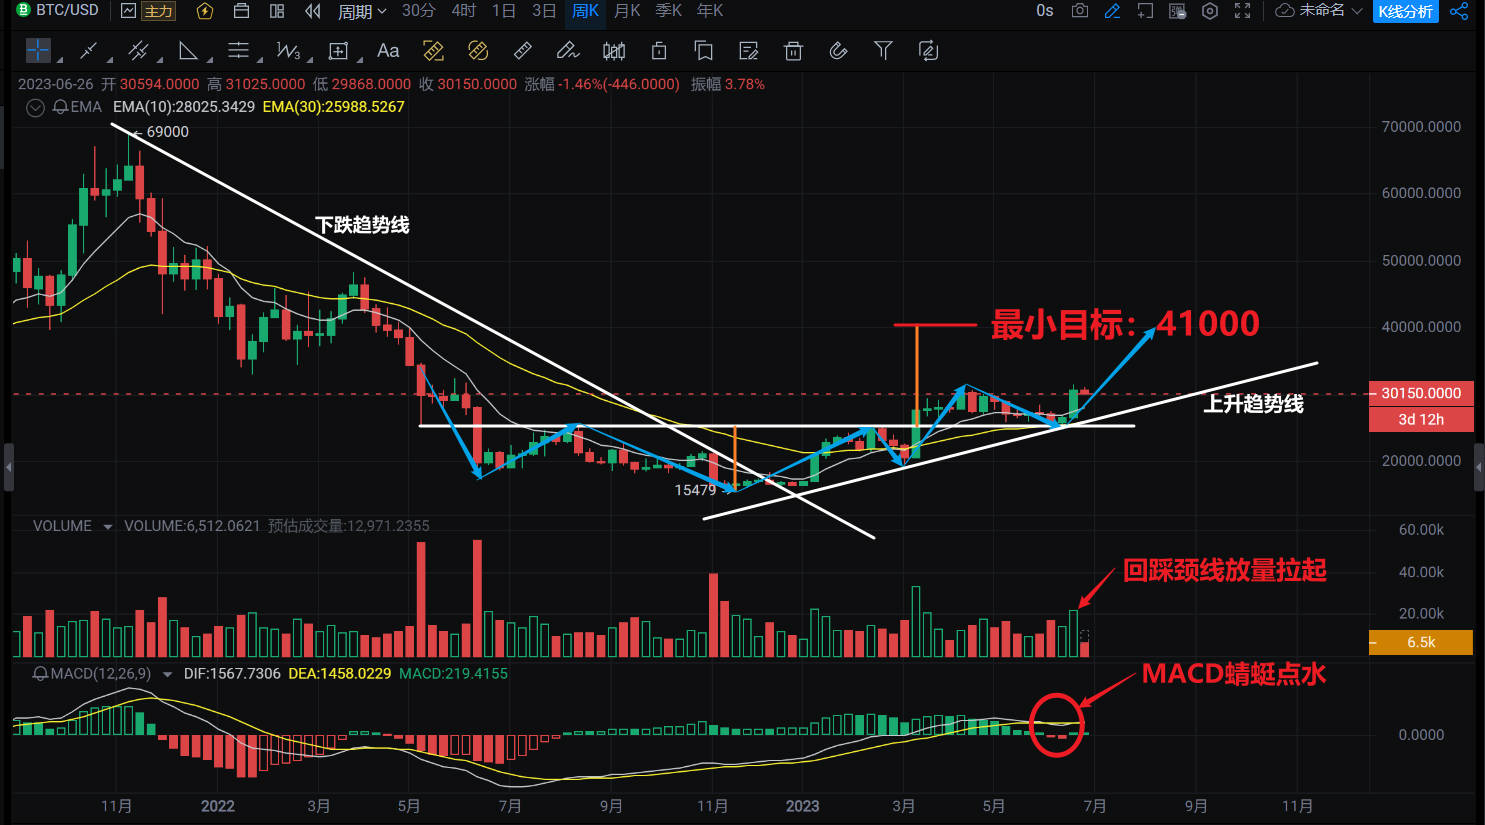 BTC/USD 主力 周期 30分 4时 1日 3日 周K 月K 季K 年K 0s 未命名 K线分析
Aa
2023-06-26 开 30594.0000 高 31025.0000 低 29868.0000 收 30150.0000 涨幅 -1.46%(-446.0000) 振幅 3.78%
EMA EMA(10):28025.3429 EMA(30):25988.5267
69000
70000.0000
60000.0000
下跌趋势线
50000.0000
最小目标：41000
40000.0000
30150.0000
上升趋势线
3d 12h
20000.0000
15479
VOLUME VOLUME:6,512.0621 预估成交量:12,971.2355
60.00k
回踩颈线放量拉起
40.00k
20.00k
6.5k
MACD(12,26,9) DIF:1567.7306 DEA:1458.0229 MACD:219.4155
MACD蜻蜓点水
0.0000
11月 2022 3月 5月 7月 9月 11月 2023 3月 5月 7月 9月 11月